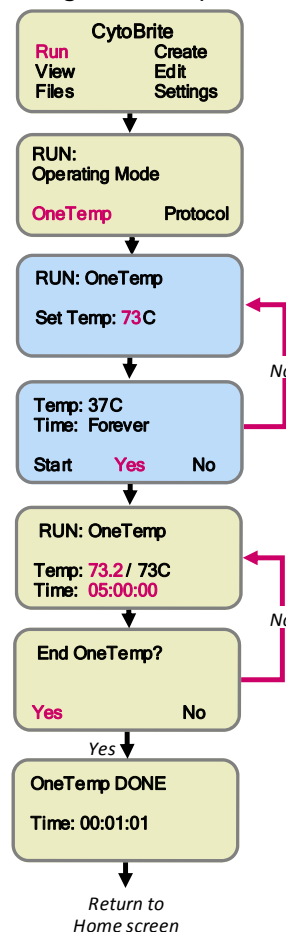 CytoBrite
Run Create
View Edit
Files Settings
RUN:
Operating Mode
OneTemp Protocol
RUN: OneTemp
Set Temp: 73C
Temp: 37C
Time: Forever
Start Yes No
RUN: OneTemp
Temp: 73.2 / 73C
Time: 05:00:00
End OneTemp?
Yes No
Yes
OneTemp DONE
Time: 00:01:01
Return to
Home screen